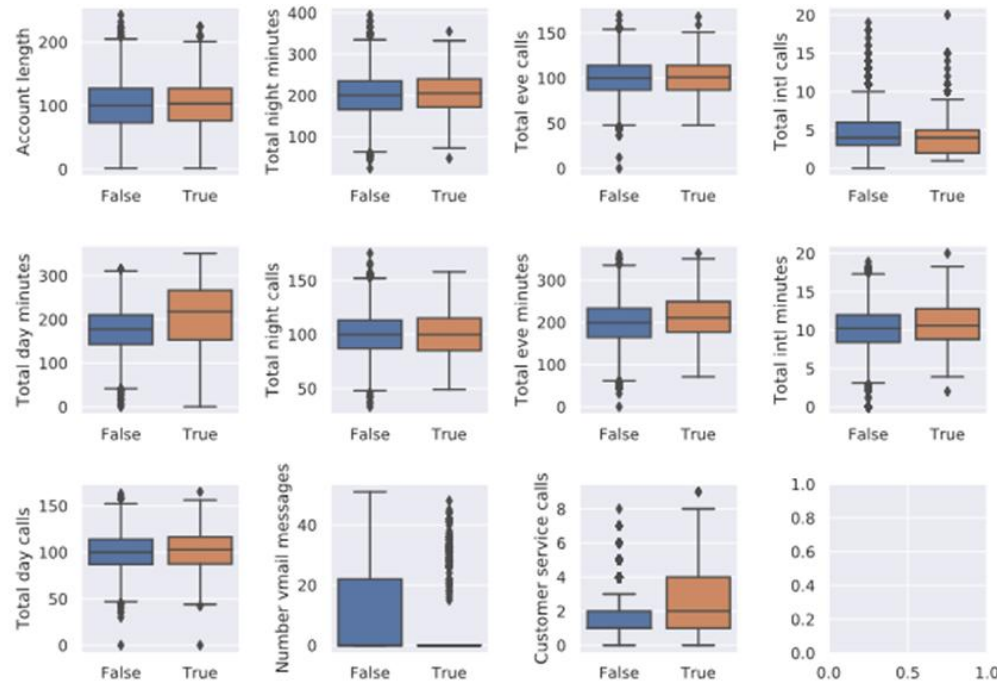 Account length
200
100
0
False True
Total night minutes
400
300
200
100
False True
Total eve calls
150
100
50
0
False True
Total intl calls
20
15
10
5
0
False True
Total day minutes
300
200
100
0
False True
Total night calls
150
100
50
False True
Total eve minutes
300
200
100
0
False True
Total intl minutes
20
15
10
5
0
False True
Total day calls
150
100
50
0
False True
Number vmail messages
40
20
0
False True
Customer service calls
8
6
4
2
0
False True
1.0
0.8
0.6
0.4
0.2
0.0
0.0 0.5 1.0